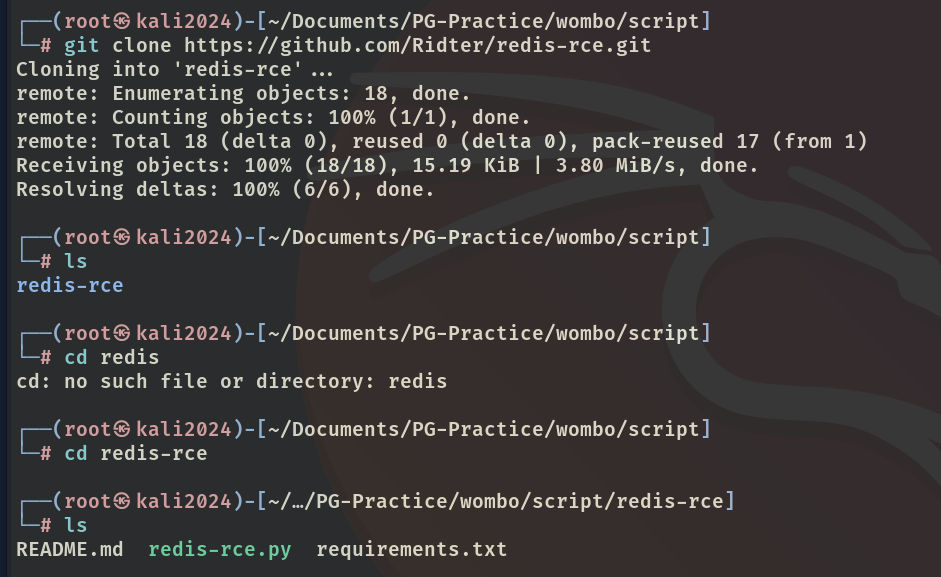 ┌──(root㉿kali2024)-[~/Documents/PG-Practice/wombo/script]
└─# git clone https://github.com/Ridter/redis-rce.git
Cloning into 'redis-rce'...
remote: Enumerating objects: 18, done.
remote: Counting objects: 100% (1/1), done.
remote: Total 18 (delta 0), reused 0 (delta 0), pack-reused 17 (from 1)
Receiving objects: 100% (18/18), 15.19 KiB | 3.80 MiB/s, done.
Resolving deltas: 100% (6/6), done.
┌──(root㉿kali2024)-[~/Documents/PG-Practice/wombo/script]
└─# ls
redis-rce
┌──(root㉿kali2024)-[~/Documents/PG-Practice/wombo/script]
└─# cd redis
cd: no such file or directory: redis
┌──(root㉿kali2024)-[~/Documents/PG-Practice/wombo/script]
└─# cd redis-rce
┌──(root㉿kali2024)-[~/…/PG-Practice/wombo/script/redis-rce]
└─# ls
README.md  redis-rce.py  requirements.txt